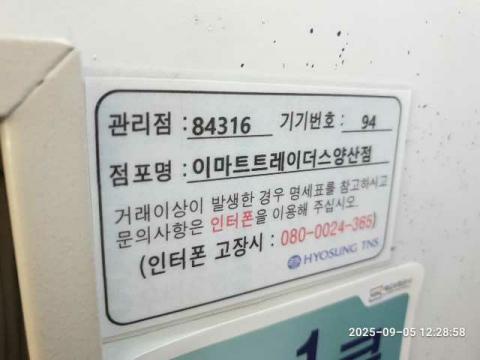 관리점 : 84316 기기번호 : 94
점포명 : 이마트트레이더스양산점
거래이상이 발생한 경우 명세표를 참고하시고
문의사항은 인터폰을 이용해 주십시오.
(인터폰 고장시 : 080-0024-365)
HYOSUNG TNS
2025-09-05 12:28:58